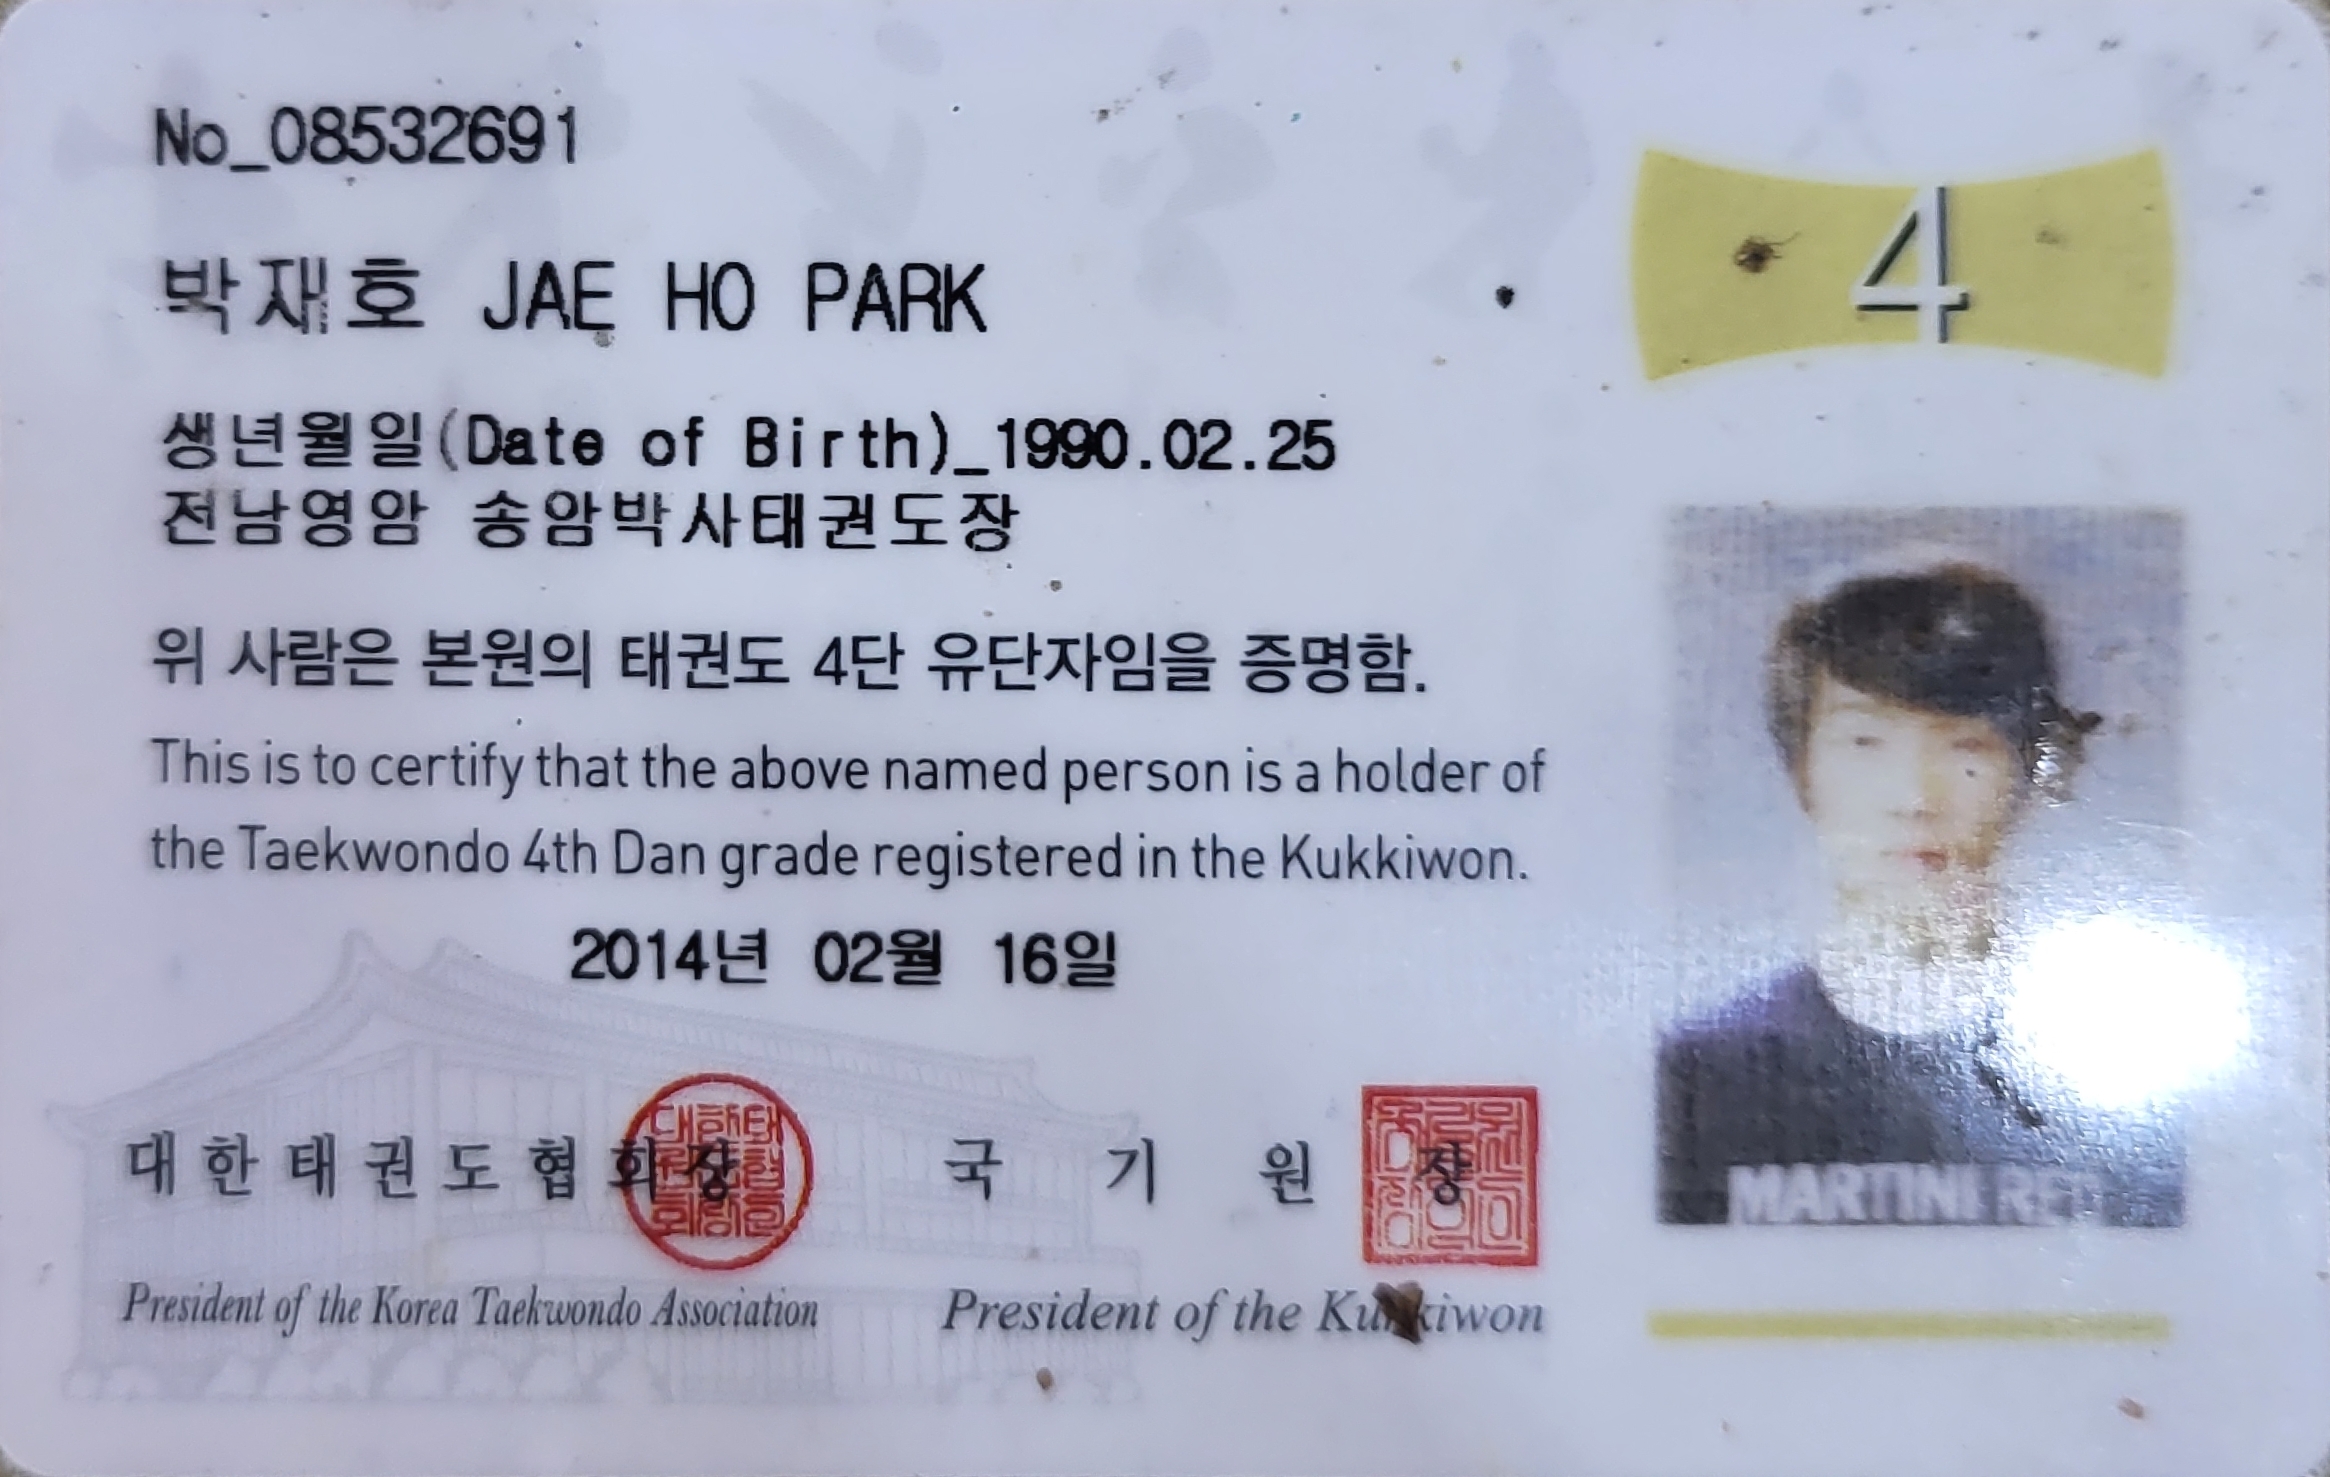 No_08532691
4
박재호 JAE HO PARK
생년월일(Date of Birth)_1990.02.25
전남영암 송암박사태권도장
위 사람은 본원의 태권도 4단 유단자임을 증명함.
This is to certify that the above named person is a holder of
the Taekwondo 4th Dan grade registered in the Kukkiwon.
2014년 02월 16일
대한태권도협회장 국기원장
President of the Korea Taekwondo Association President of the Kukkiwon
MARTINI